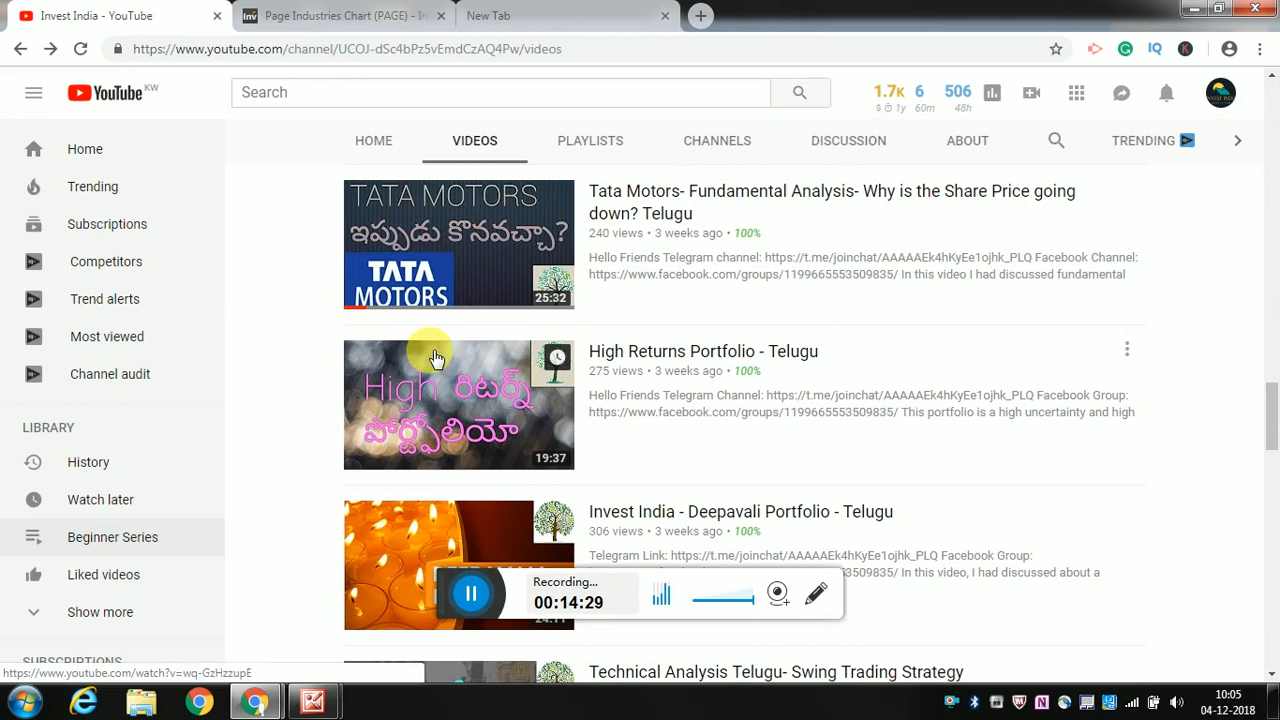 Invest India - YouTube
Page Industries Chart (PAGE) - In
New Tab
https://www.youtube.com/channel/UCOJ-dSc4bPz5vEmdCzAQ4Pw/videos
YouTube KW
Search
1.7K 6 506
1y 60m 48h
HOME VIDEOS PLAYLISTS CHANNELS DISCUSSION ABOUT TRENDING
Home
Trending
Subscriptions
Competitors
Trend alerts
Most viewed
Channel audit
LIBRARY
History
Watch later
Beginner Series
Liked videos
Show more
SUBSCRIPTIONS
TATA MOTORS
ఇప్పుడు కొనవచ్చా?
TATA
MOTORS
25:32
Tata Motors- Fundamental Analysis- Why is the Share Price going
down? Telugu
240 views • 3 weeks ago • 100%
Hello Friends Telegram channel: https://t.me/joinchat/AAAAAEk4hKyEe1ojhk_PLQ Facebook Channel:
https://www.facebook.com/groups/1199665553509835/ In this video I had discussed fundamental
High రిటర్న్
పోర్ట్ఫోలియో
19:37
High Returns Portfolio - Telugu
275 views • 3 weeks ago • 100%
Hello Friends Telegram Channel: https://t.me/joinchat/AAAAAEk4hKyEe1ojhk_PLQ Facebook Group:
https://www.facebook.com/groups/1199665553509835/ This portfolio is a high uncertainty and high
24:11
Invest India - Deepavali Portfolio - Telugu
306 views • 3 weeks ago • 100%
Telegram Link: https://t.me/joinchat/AAAAAEk4hKyEe1ojhk_PLQ Facebook Group:
553509835/ In this video, I had discussed about a
Recording...
00:14:29
Technical Analysis Telugu- Swing Trading Strategy
https://www.youtube.com/watch?v=wq-GzHzzupE
10:05
04-12-2018